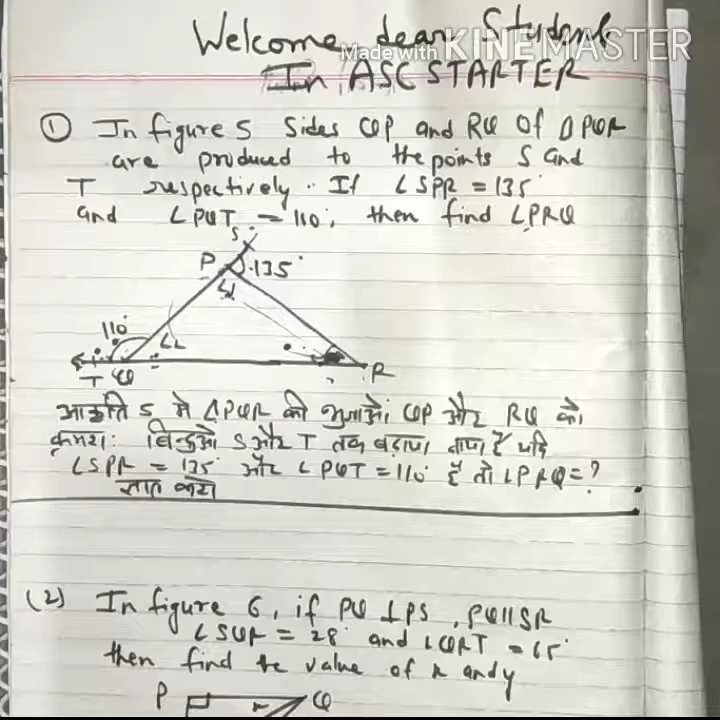 Welcome dear Student
Made with KINEMASTER
In ASC STARTER
① In figure 5 Sides QP and RQ Of ΔPQR
are produced to the points S and
T respectively. If ∠SPR = 135°
and ∠PQT = 110°, then find ∠PRQ
S
P 135°
110°
T Q R
आकृति 5 में ΔPQR की भुजाओं QP और RQ को
क्रमशः बिन्दुओं S और T तक बढ़ाया जाता है यदि
∠SPR = 135° और ∠PQT = 110° है तो ∠PRQ = ?
ज्ञात करो
(2) In figure 6, if PQ ⊥ PS, PQ || SR
∠SQR = 28° and ∠QRT = 65°
then find the value of x and y
P x Q